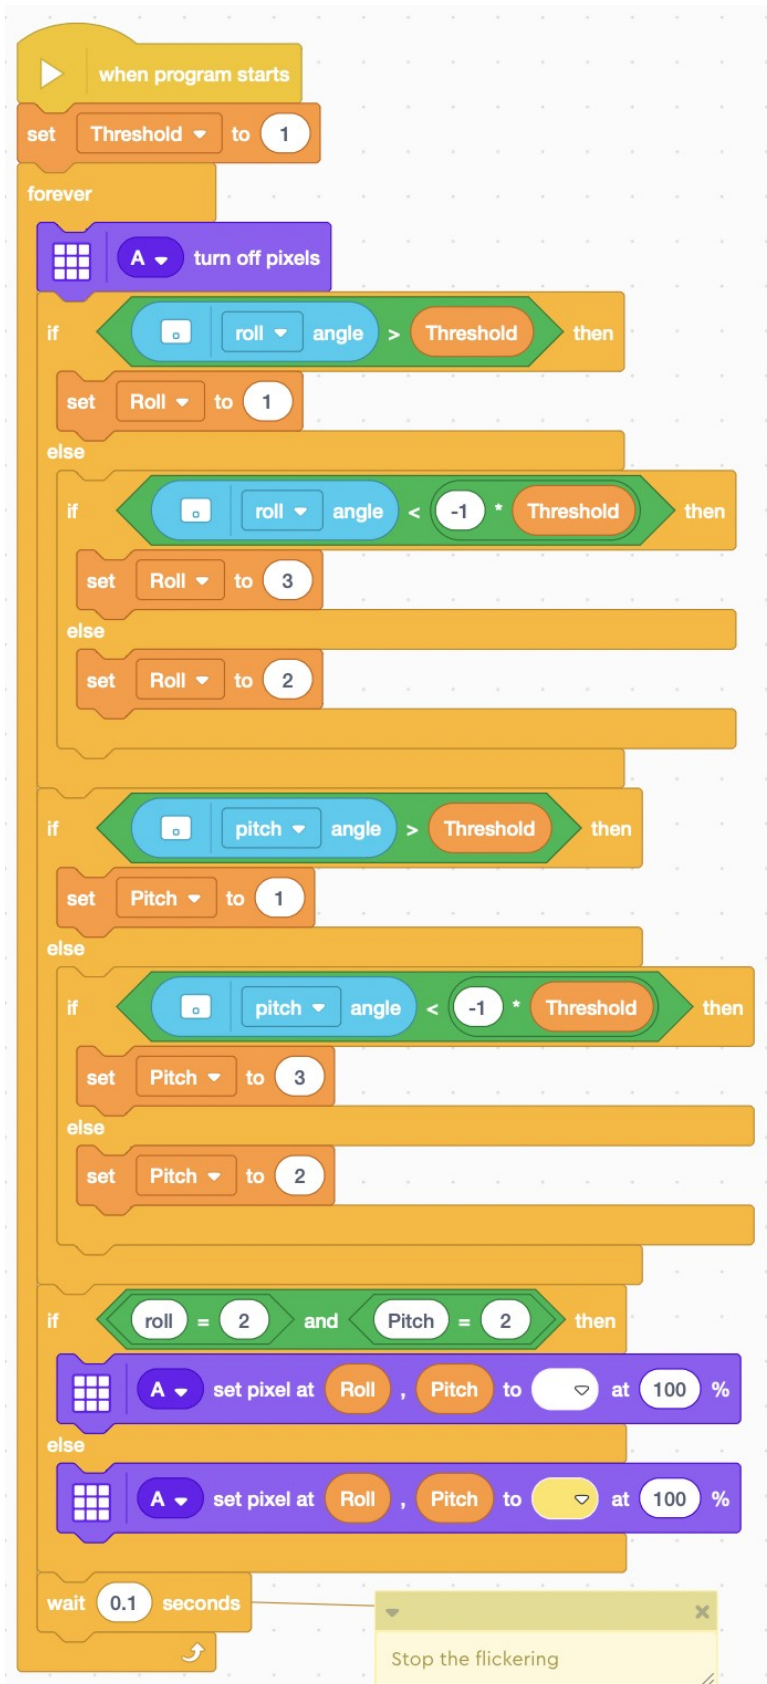 when program starts
set Threshold to 1
forever
A turn off pixels
if roll angle > Threshold then
set Roll to 1
else
if roll angle < -1 * Threshold then
set Roll to 3
else
set Roll to 2
if pitch angle > Threshold then
set Pitch to 1
else
if pitch angle < -1 * Threshold then
set Pitch to 3
else
set Pitch to 2
if roll = 2 and Pitch = 2 then
A set pixel at Roll , Pitch to at 100 %
else
A set pixel at Roll , Pitch to at 100 %
wait 0.1 seconds
Stop the flickering